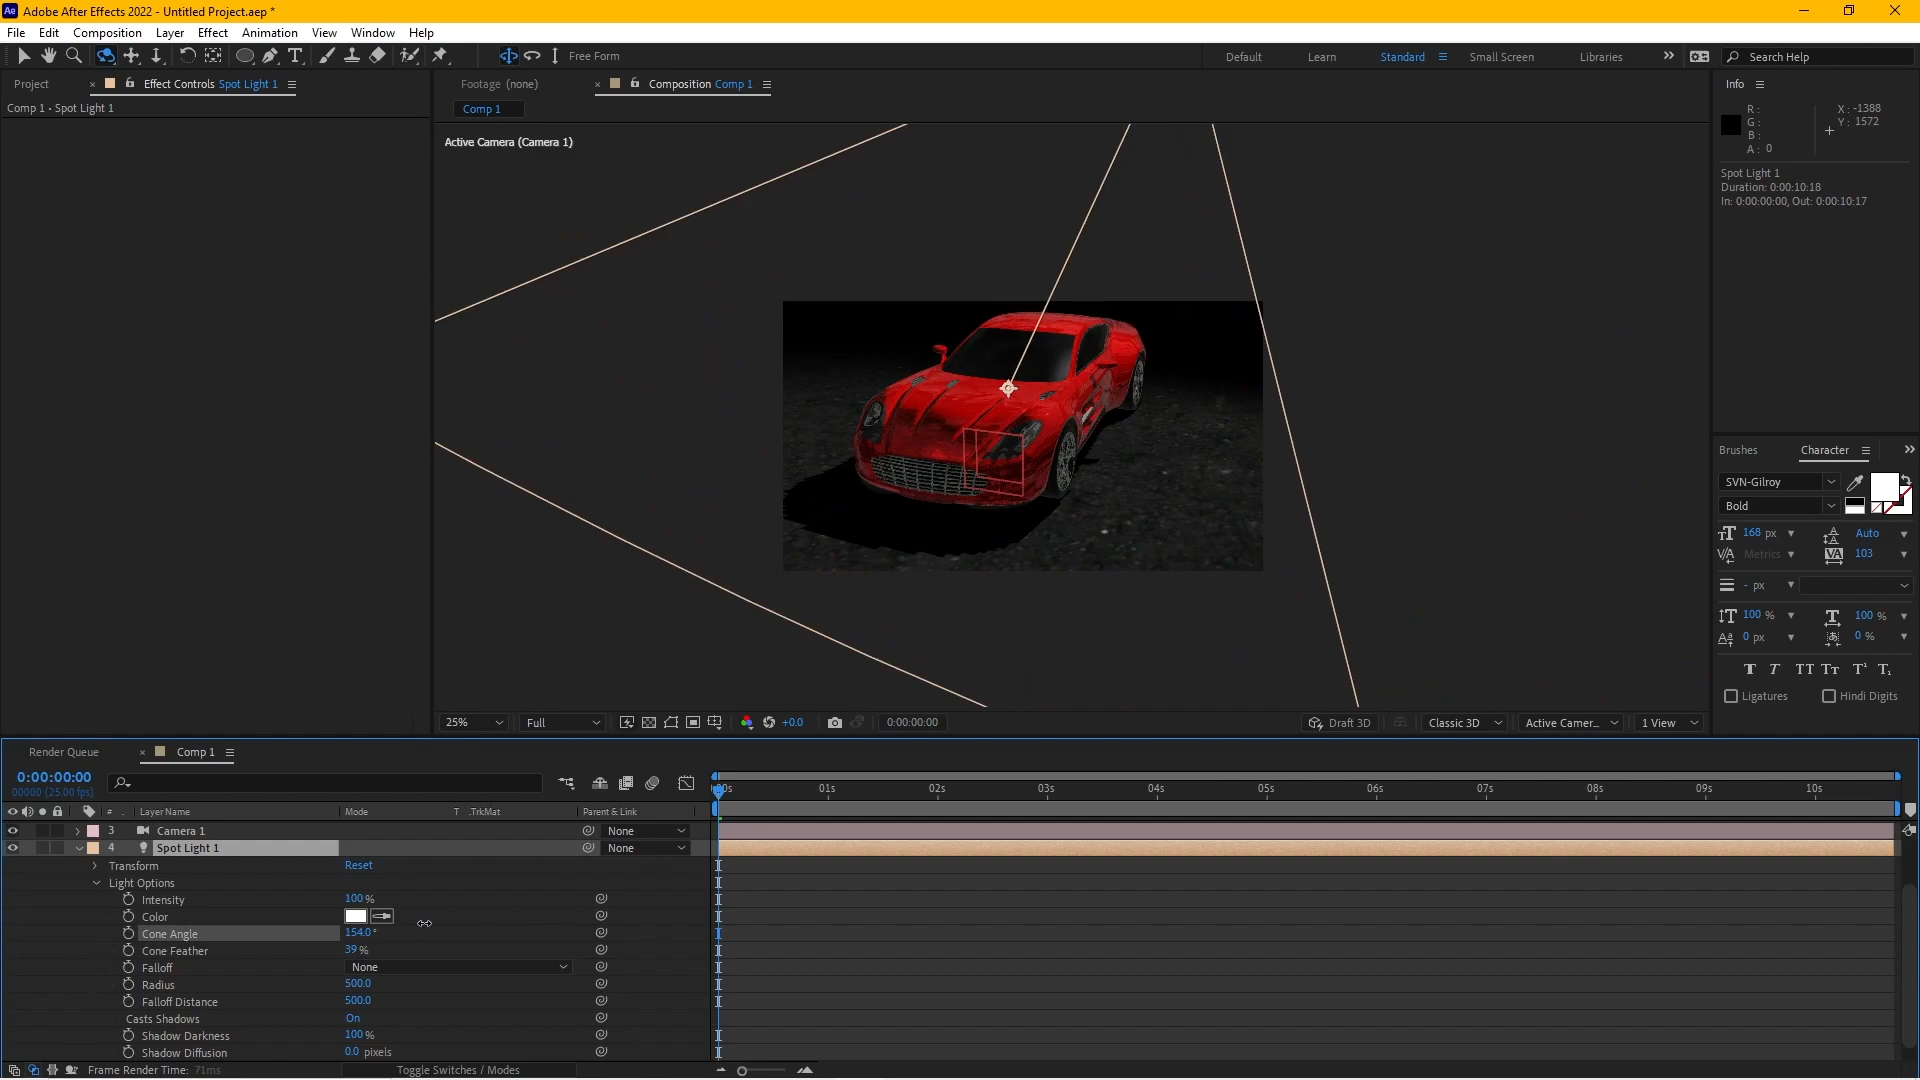 Ae Adobe After Effects 2022 - Untitled Project.aep *
File Edit Composition Layer Effect Animation View Window Help
Free Form Default Learn Standard Small Screen Libraries Search Help
Project Effect Controls Spot Light 1
Comp 1 • Spot Light 1
Footage (none) Composition Comp 1
Comp 1
Active Camera (Camera 1)
25% Full +0.0 0:00:00:00 Draft 3D Classic 3D Active Camer... 1 View
Info
R: X: -1388
G: Y: 1572
B:
A: 0
Spot Light 1
Duration: 0:00:10:18
In: 0:00:00:00, Out: 0:00:10:17
Brushes Character
SVN-Gilroy
Bold
168 px Auto
Metrics 103
- px
100 % 100 %
0 px 0 %
T T TT Tt T¹ T₁
Ligatures Hindi Digits
Render Queue Comp 1
0:00:00:00
00000 (25.00 fps)
:00s 01s 02s 03s 04s 05s 06s 07s 08s 09s 10s
# . Layer Name Mode T .TrkMat Parent & Link
3 Camera 1 None
4 Spot Light 1 None
Transform Reset
Light Options
Intensity 100 %
Color
Cone Angle 154.0 °
Cone Feather 39 %
Falloff None
Radius 500.0
Falloff Distance 500.0
Casts Shadows On
Shadow Darkness 100 %
Shadow Diffusion 0.0 pixels
Frame Render Time: 71ms Toggle Switches / Modes